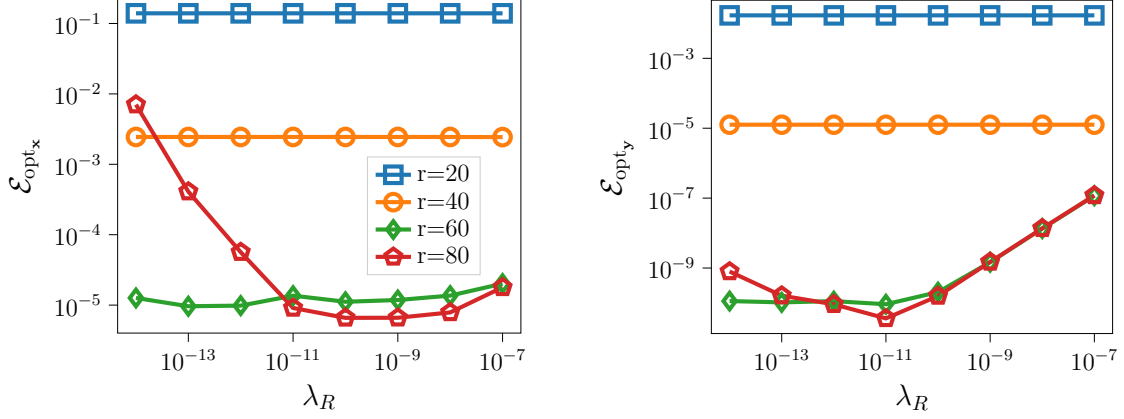 10⁻¹
10⁻²
10⁻³
10⁻⁴
10⁻⁵
ℰ_opt_𝐱
r=20
r=40
r=60
r=80
10⁻¹³ 10⁻¹¹ 10⁻⁹ 10⁻⁷
λ_R
10⁻³
10⁻⁵
10⁻⁷
10⁻⁹
ℰ_opt_𝐲
10⁻¹³ 10⁻¹¹ 10⁻⁹ 10⁻⁷
λ_R